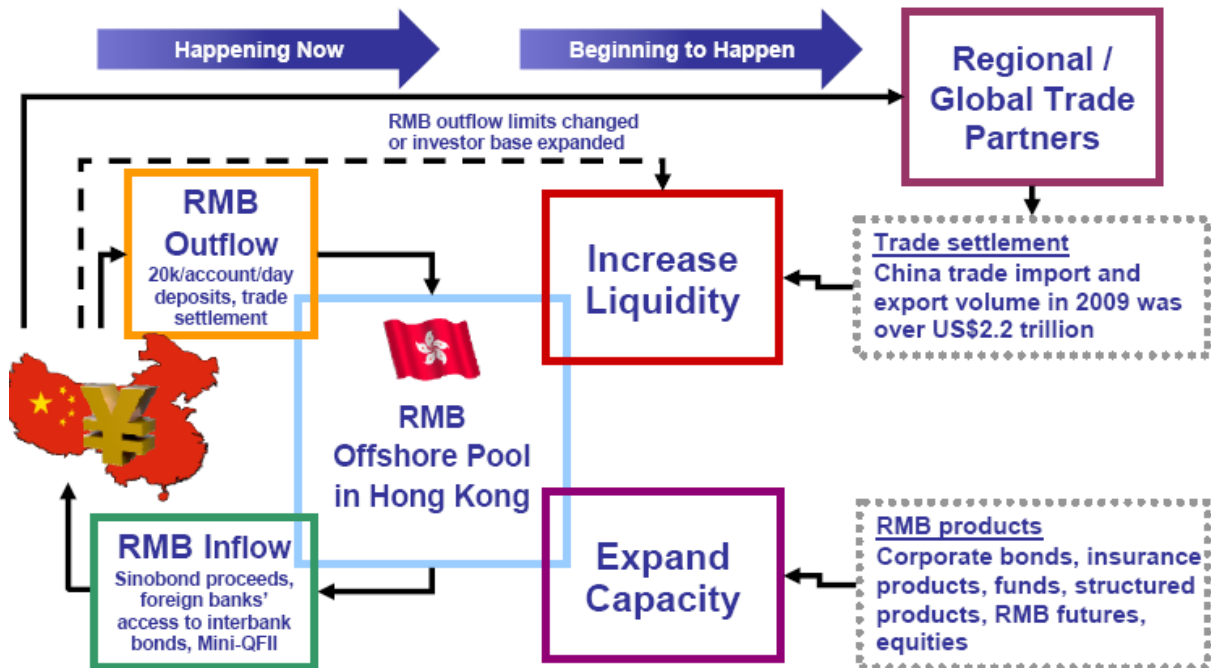 Happening Now
Beginning to Happen
Regional /
Global Trade
Partners
RMB outflow limits changed
or investor base expanded
RMB
Outflow
20k/account/day
deposits, trade
settlement
Increase
Liquidity
Trade settlement
China trade import and
export volume in 2009 was
over US$2.2 trillion
¥
RMB
Offshore Pool
in Hong Kong
RMB Inflow
Sinobond proceeds,
foreign banks'
access to interbank
bonds, Mini-QFII
Expand
Capacity
RMB products
Corporate bonds, insurance
products, funds, structured
products, RMB futures,
equities